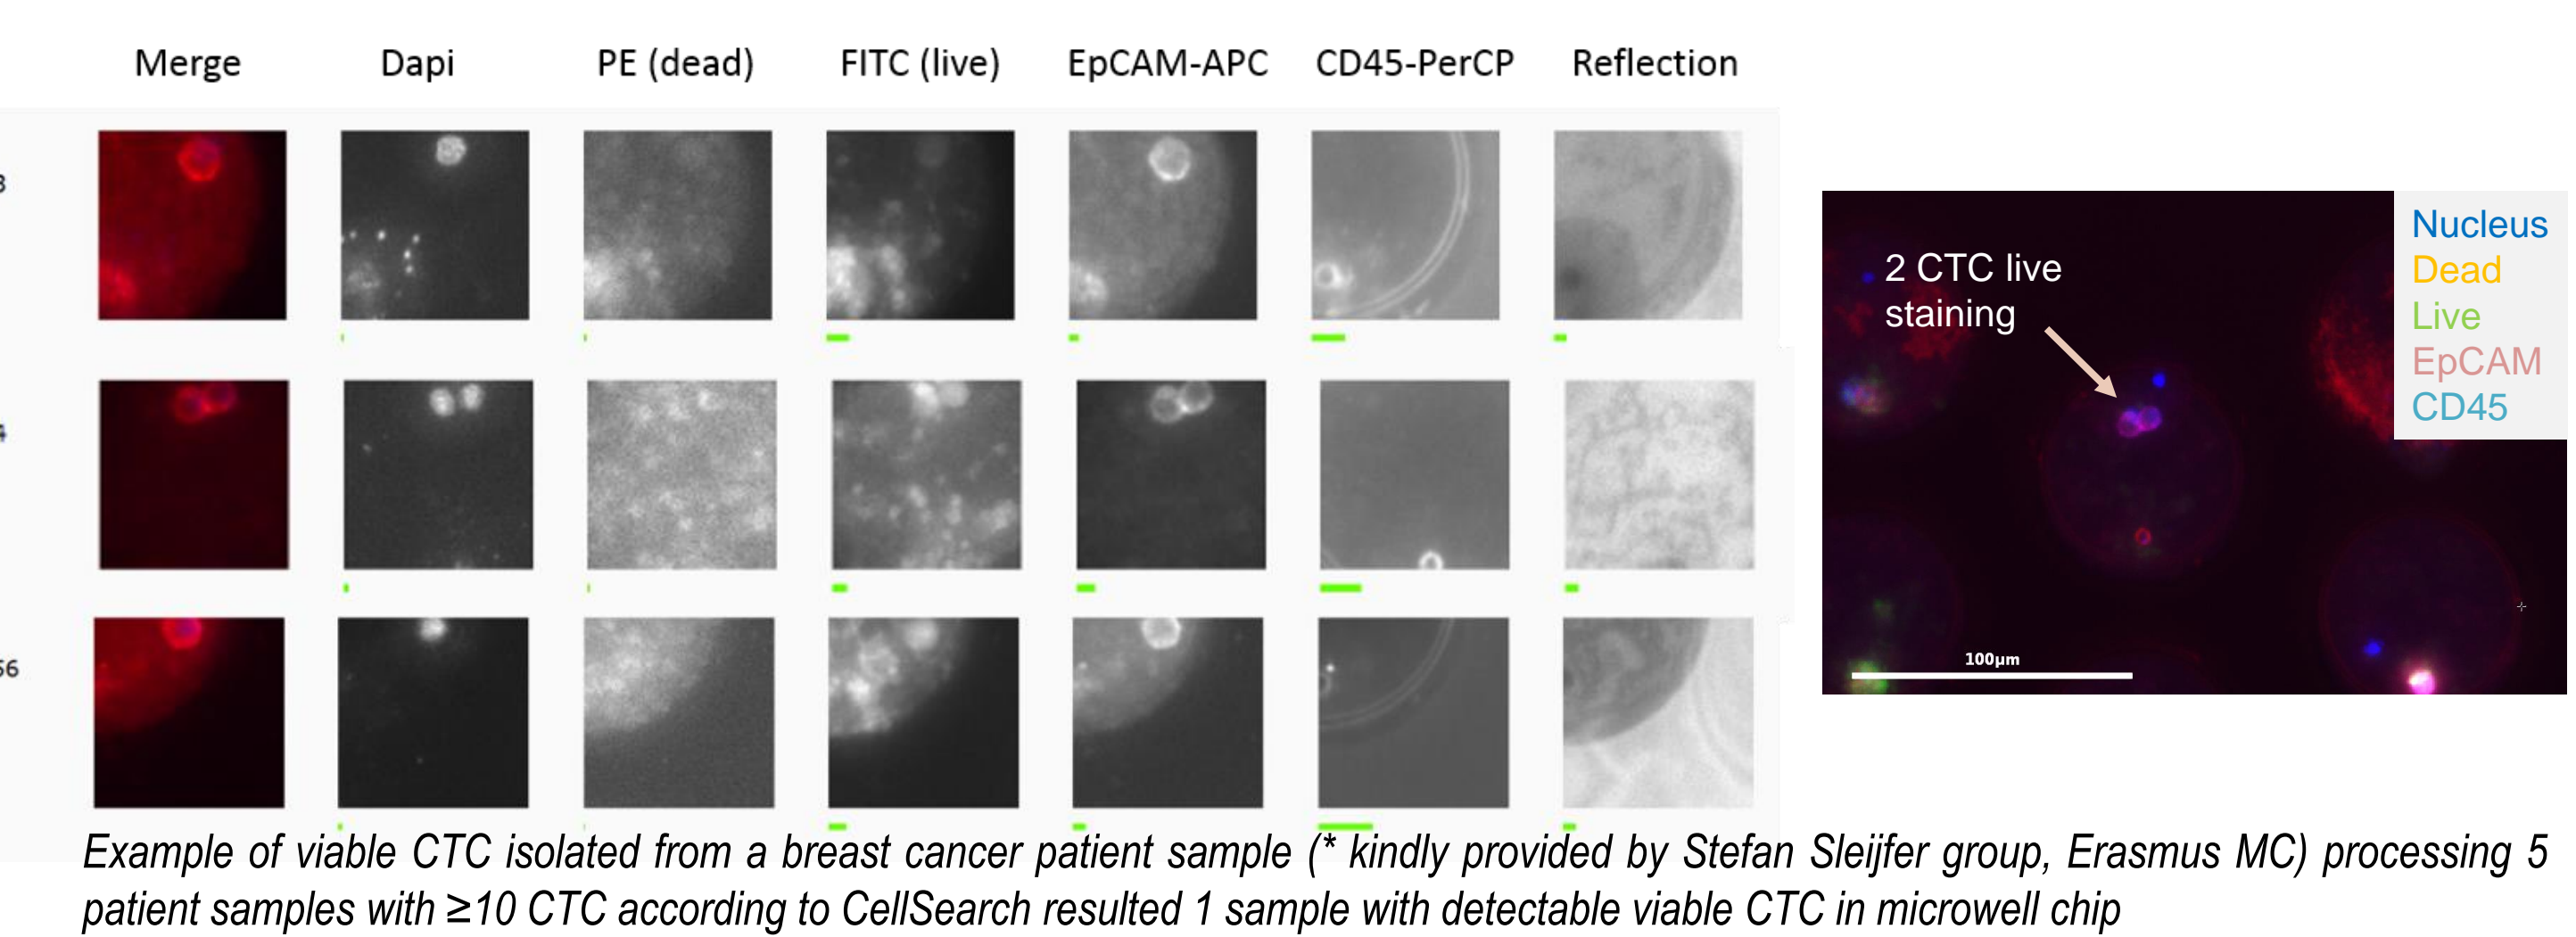 Merge Dapi PE (dead) FITC (live) EpCAM-APC CD45-PerCP Reflection
3
4
56
2 CTC live
staining
Nucleus
Dead
Live
EpCAM
CD45
100µm
Example of viable CTC isolated from a breast cancer patient sample (* kindly provided by Stefan Sleijfer group, Erasmus MC) processing 5
patient samples with ≥10 CTC according to CellSearch resulted 1 sample with detectable viable CTC in microwell chip